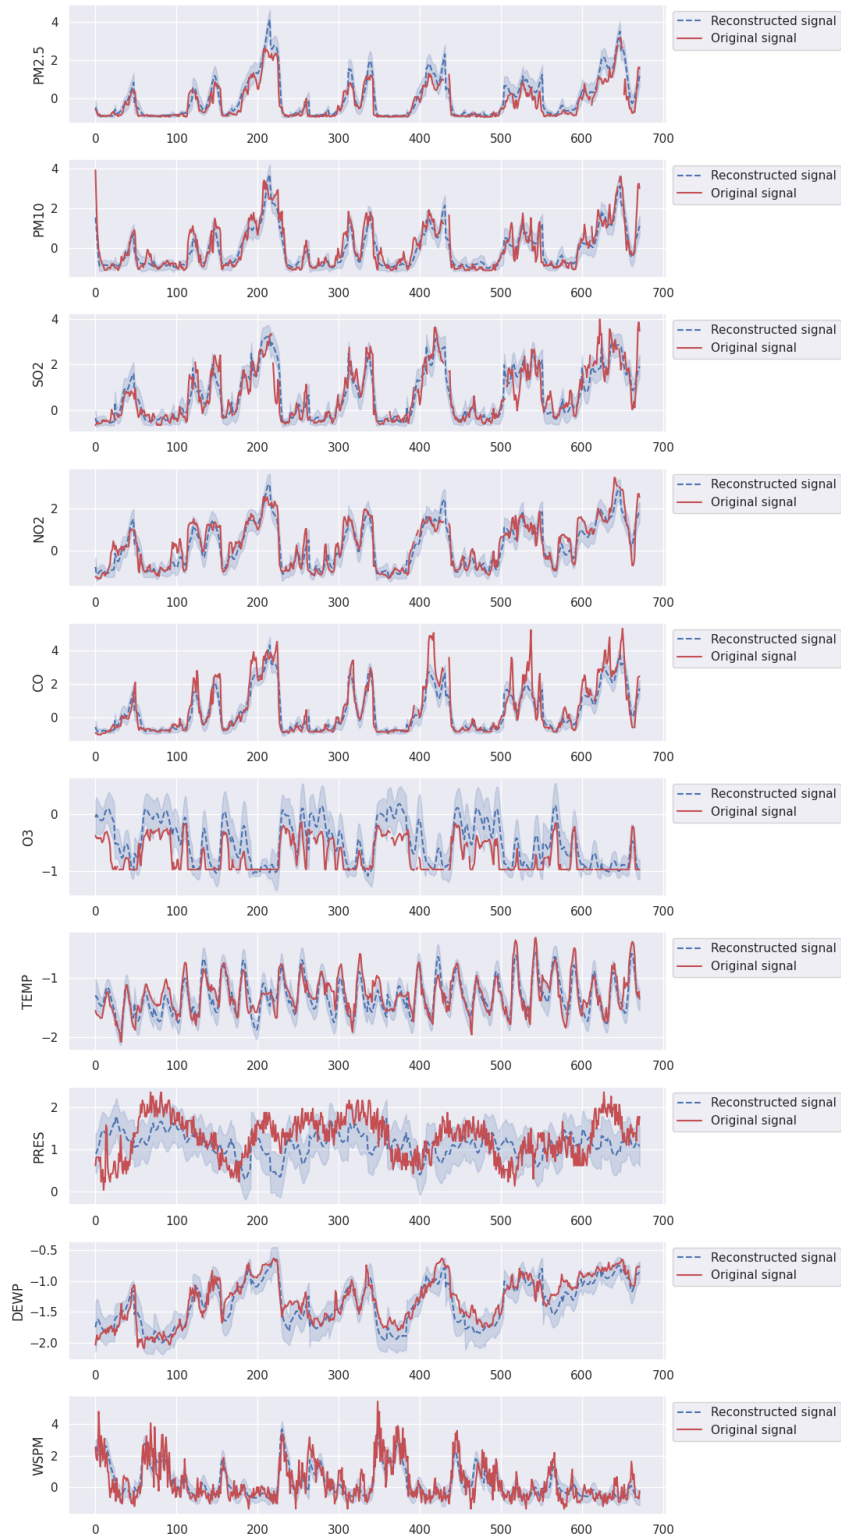 PM2.5
4
2
0
Reconstructed signal
Original signal
0 100 200 300 400 500 600 700
PM10
4
2
0
Reconstructed signal
Original signal
0 100 200 300 400 500 600 700
SO2
4
2
0
Reconstructed signal
Original signal
0 100 200 300 400 500 600 700
NO2
2
0
Reconstructed signal
Original signal
0 100 200 300 400 500 600 700
CO
4
2
0
Reconstructed signal
Original signal
0 100 200 300 400 500 600 700
O3
0
−1
Reconstructed signal
Original signal
0 100 200 300 400 500 600 700
TEMP
−1
−2
Reconstructed signal
Original signal
0 100 200 300 400 500 600 700
PRES
2
1
0
Reconstructed signal
Original signal
0 100 200 300 400 500 600 700
DEWP
−0.5
−1.0
−1.5
−2.0
Reconstructed signal
Original signal
0 100 200 300 400 500 600 700
WSPM
4
2
0
Reconstructed signal
Original signal
0 100 200 300 400 500 600 700